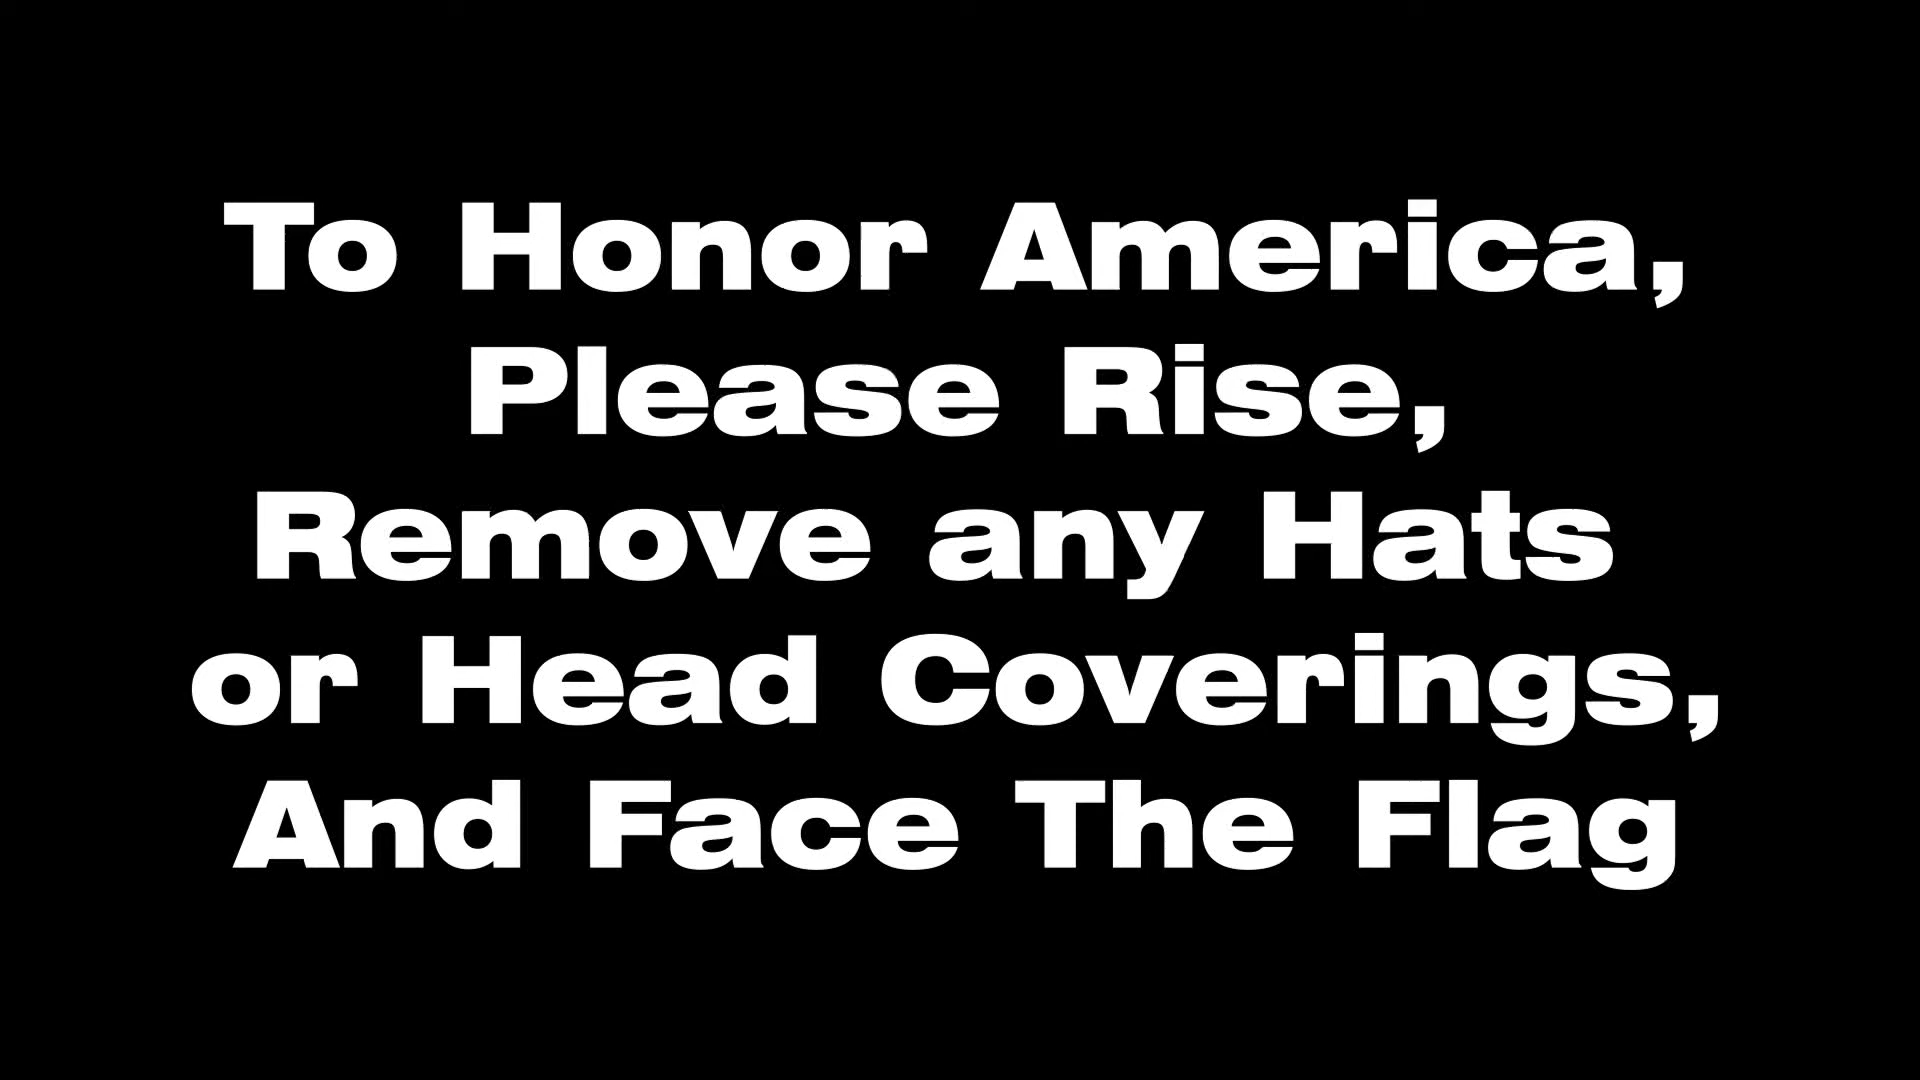 To Honor America,
Please Rise,
Remove any Hats
or Head Coverings,
And Face The Flag